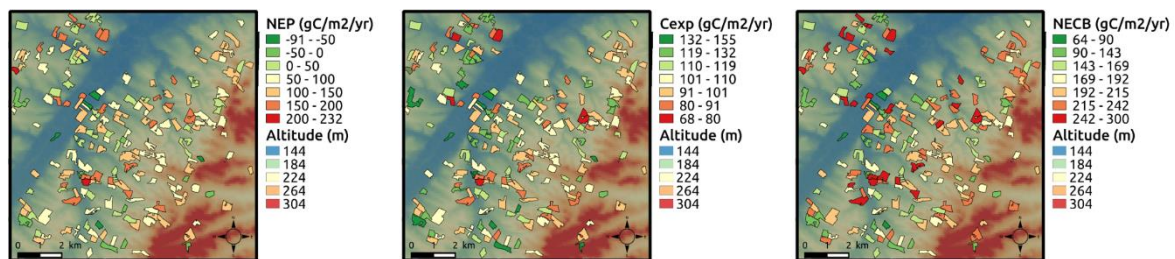 NEP (gC/m2/yr)
-91 - -50
-50 - 0
0 - 50
50 - 100
100 - 150
150 - 200
200 - 232
Altitude (m)
144
184
224
264
304
0 1 2 km
Cexp (gC/m2/yr)
132 - 155
119 - 132
110 - 119
101 - 110
91 - 101
80 - 91
68 - 80
Altitude (m)
144
184
224
264
304
0 1 2 km
NECB (gC/m2/yr)
64 - 90
90 - 143
143 - 169
169 - 192
192 - 215
215 - 242
242 - 300
Altitude (m)
144
184
224
264
304
0 1 2 km